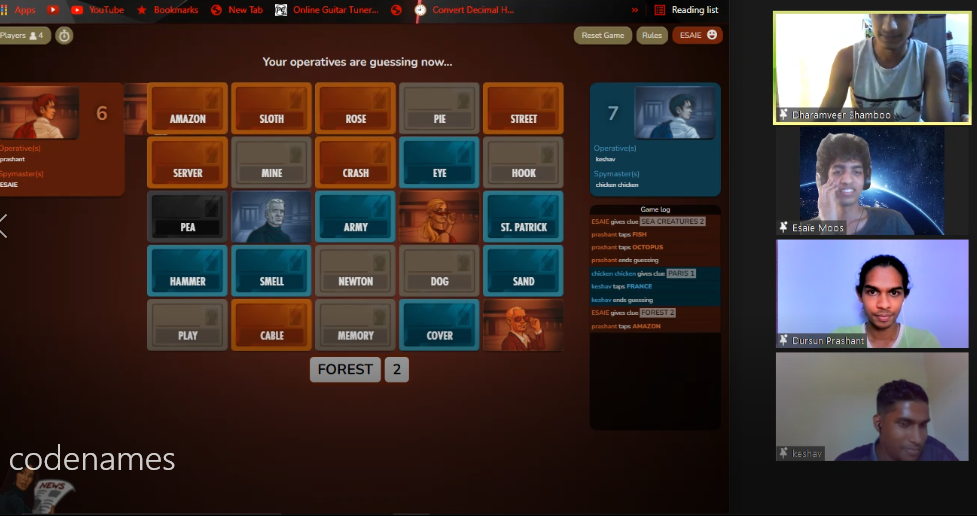 Apps YouTube Bookmarks New Tab Online Guitar Tuner... Convert Decimal H... » Reading list
Players 4 Reset Game Rules ESAIE
Your operatives are guessing now...
6
Operative(s)
prashant
Spymaster(s)
ESAIE
AMAZON SLOTH ROSE PIE STREET
SERVER MINE CRASH EYE HOOK
PEA ARMY ST. PATRICK
HAMMER SMELL NEWTON DOG SAND
PLAY CABLE MEMORY COVER
FOREST 2
7
Operative(s)
keshav
Spymaster(s)
chicken chicken
Game log
ESAIE gives clue SEA CREATURES 2
prashant taps FISH
prashant taps OCTOPUS
prashant ends guessing
chicken chicken gives clue PARIS 1
keshav taps FRANCE
keshav ends guessing
ESAIE gives clue FOREST 2
prashant taps AMAZON
codenames
NEWS
Dharamveer Shamboo
Esaie Moos
Dursun Prashant
keshav